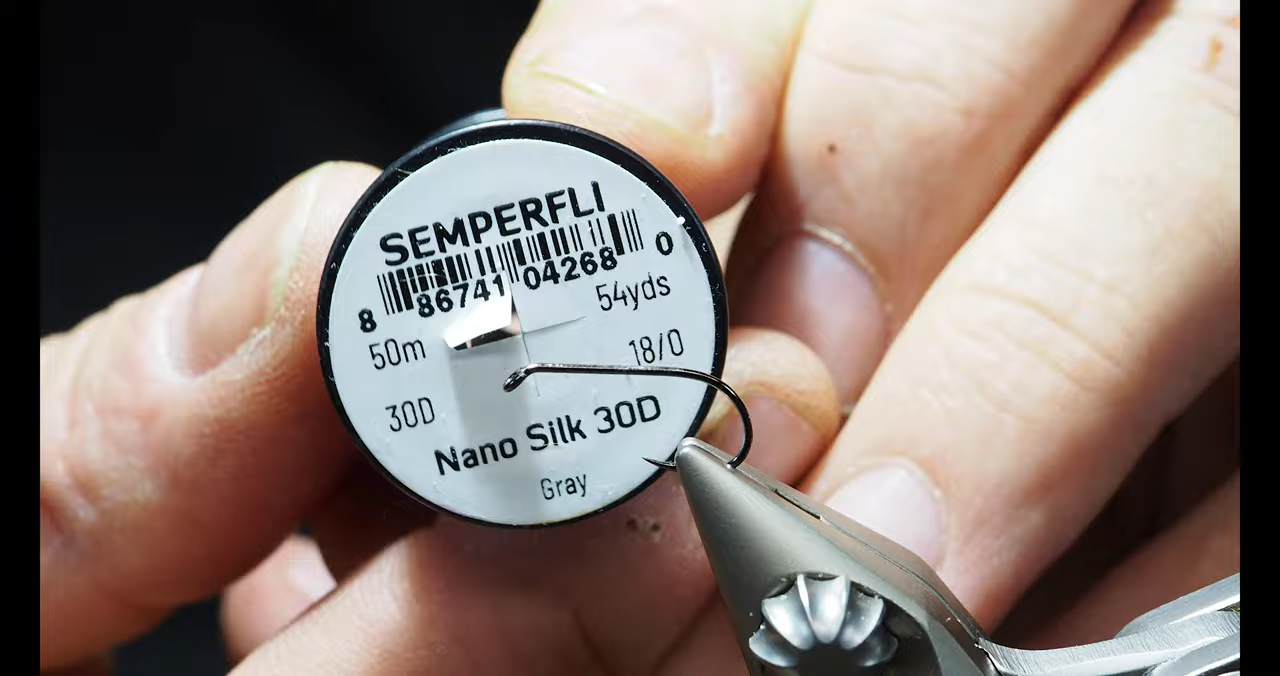 SEMPERFLI
8 86741 04268 0
50m 54yds
30D 18/0
Nano Silk 30D
Gray